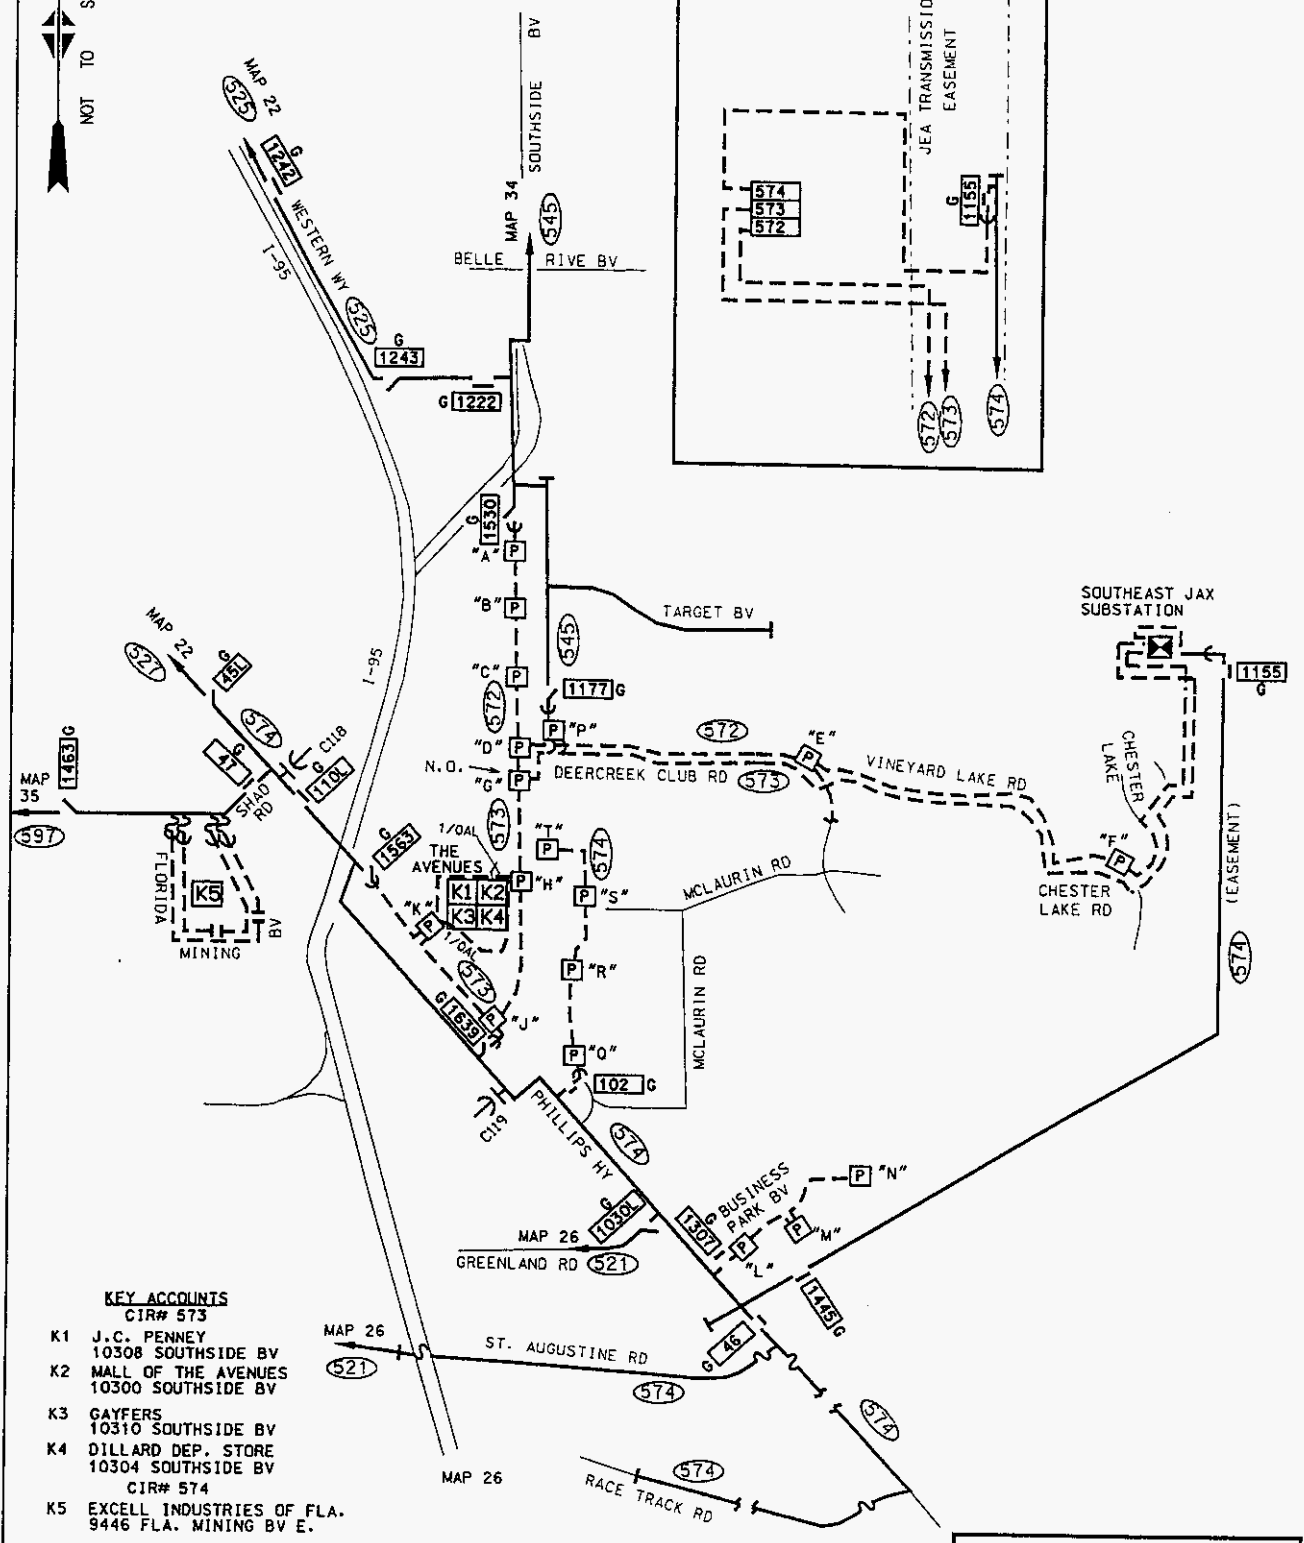 NOT TO S
MAP 22
525
G
1242
WESTERN WY
I-95
525
G
1243
G 1222
SOUTHSIDE BV
MAP 34
545
BELLE RIVE BV
JEA TRANSMISSIO
EASEMENT
574
573
572
G
1155
572
573
574
G
1530
"A" P
"B" P
"C" P
572
"D" P
N.O.
"G" P
573
545
TARGET BV
1177 G
P "P"
572
"E"
P
DEERCREEK CLUB RD
573
VINEYARD LAKE RD
SOUTHEAST JAX
SUBSTATION
1155
G
CHESTER
LAKE
"F"
P
CHESTER
LAKE RD
(EASEMENT)
574
MAP 22
527
G
45L
574
C118
G
47
110L
G
SHAD
RD
I-95
MAP
35
1463 G
597
FLORIDA
K5
MINING
BV
G
1563
1/0AL
THE
AVENUES
K1 K2
K3 K4
P "H"
"K"
P
1/0AL
573
"T"
P
574
P "S"
P "R"
"Q"
P
MCLAURIN RD
MCLAURIN RD
G 1639
P
"J"
C119
102 G
PHILLIPS HY
574
G
1030L
MAP 26
GREENLAND RD 521
G
1307
BUSINESS
PARK BV
P "N"
P
"M"
P
"L"
1445 G
G 46
MAP 26
521
ST. AUGUSTINE RD
574
574
574
RACE TRACK RD
MAP 26
KEY ACCOUNTS
CIR# 573
K1 J.C. PENNEY
10308 SOUTHSIDE BV
K2 MALL OF THE AVENUES
10300 SOUTHSIDE BV
K3 GAYFERS
10310 SOUTHSIDE BV
K4 DILLARD DEP. STORE
10304 SOUTHSIDE BV
CIR# 574
K5 EXCELL INDUSTRIES OF FLA.
9446 FLA. MINING BV E.